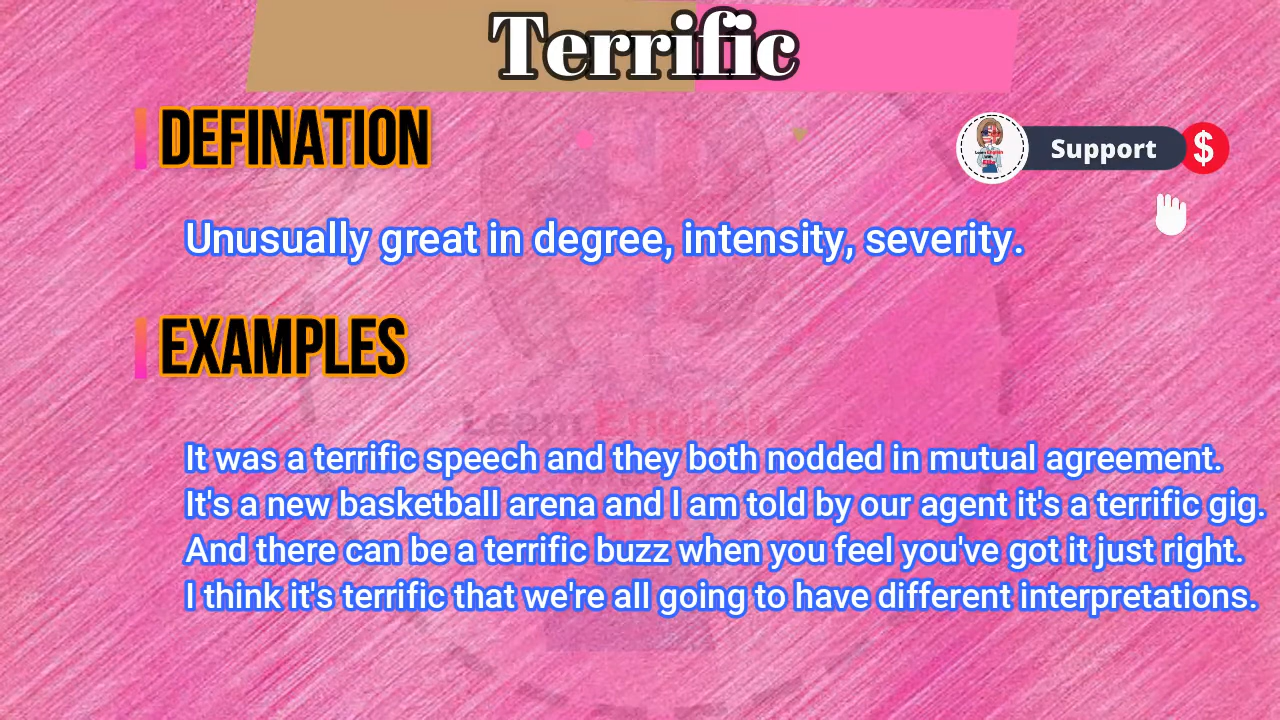 Terrific
DEFINATION
Support
$
Unusually great in degree, intensity, severity.
EXAMPLES
Learn English
It was a terrific speech and they both nodded in mutual agreement.
It's a new basketball arena and I am told by our agent it's a terrific gig.
And there can be a terrific buzz when you feel you've got it just right.
I think it's terrific that we're all going to have different interpretations.